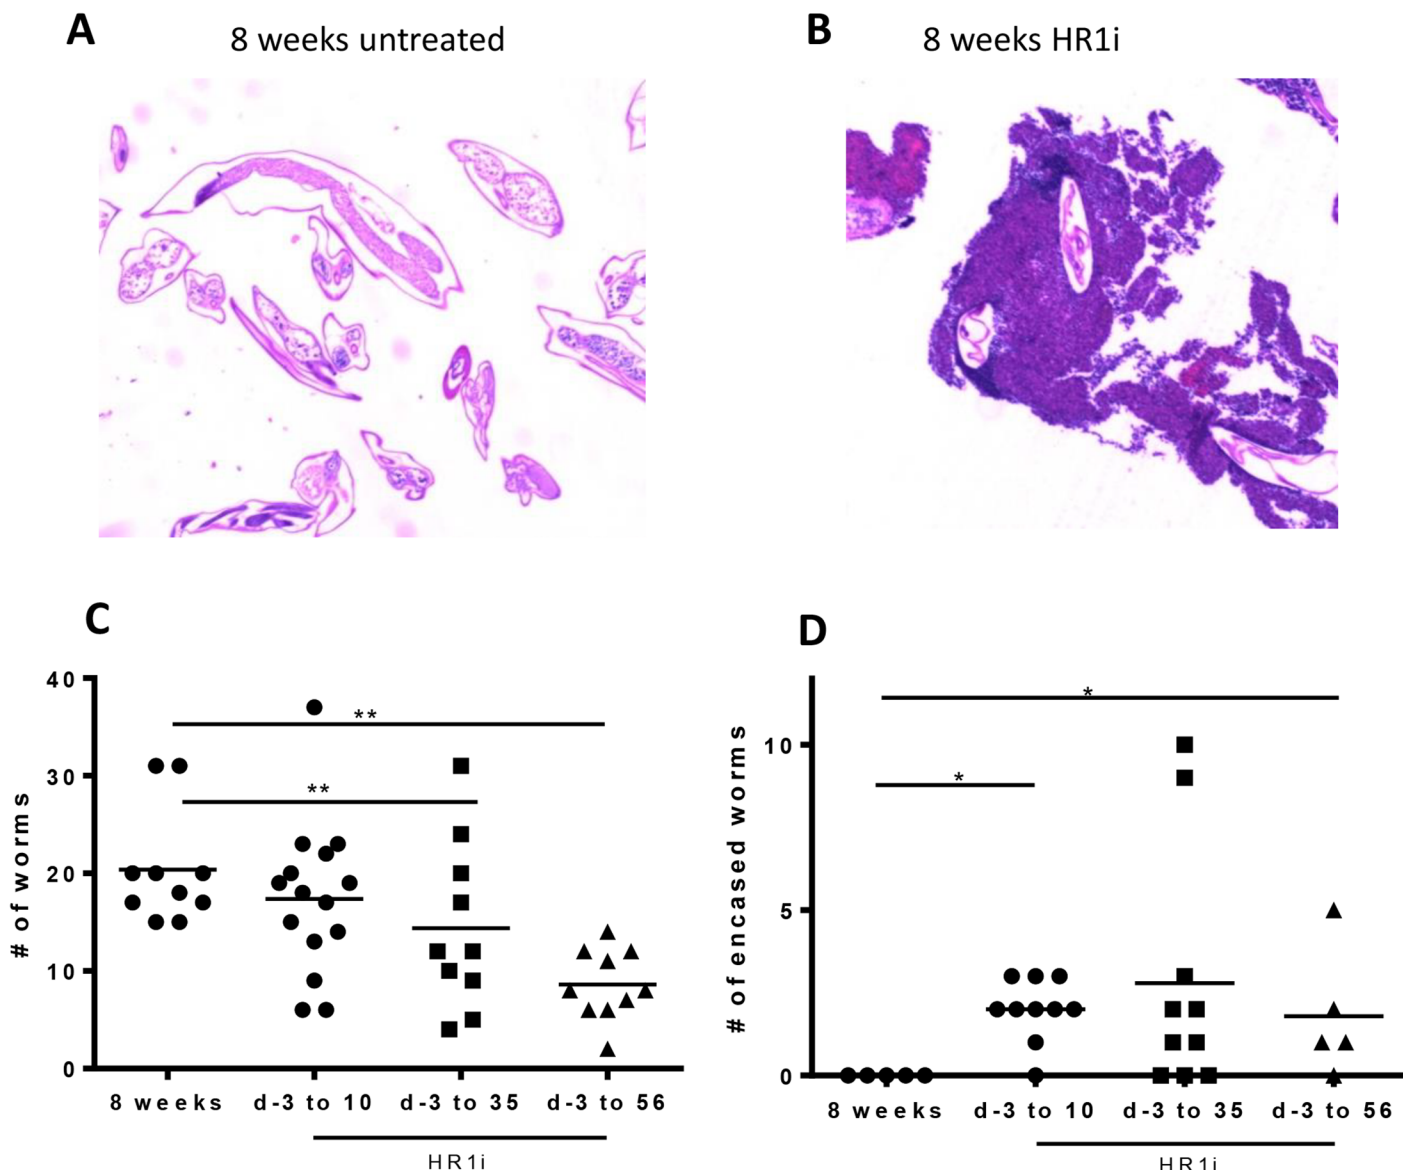 A
8 weeks untreated
B
8 weeks HR1i
C
# of worms
40
30
20
10
0
**
**
8 weeks
d-3 to 10
d-3 to 35
d-3 to 56
HR1i
D
# of encased worms
10
5
0
*
*
8 weeks
d-3 to 10
d-3 to 35
d-3 to 56
HR1i